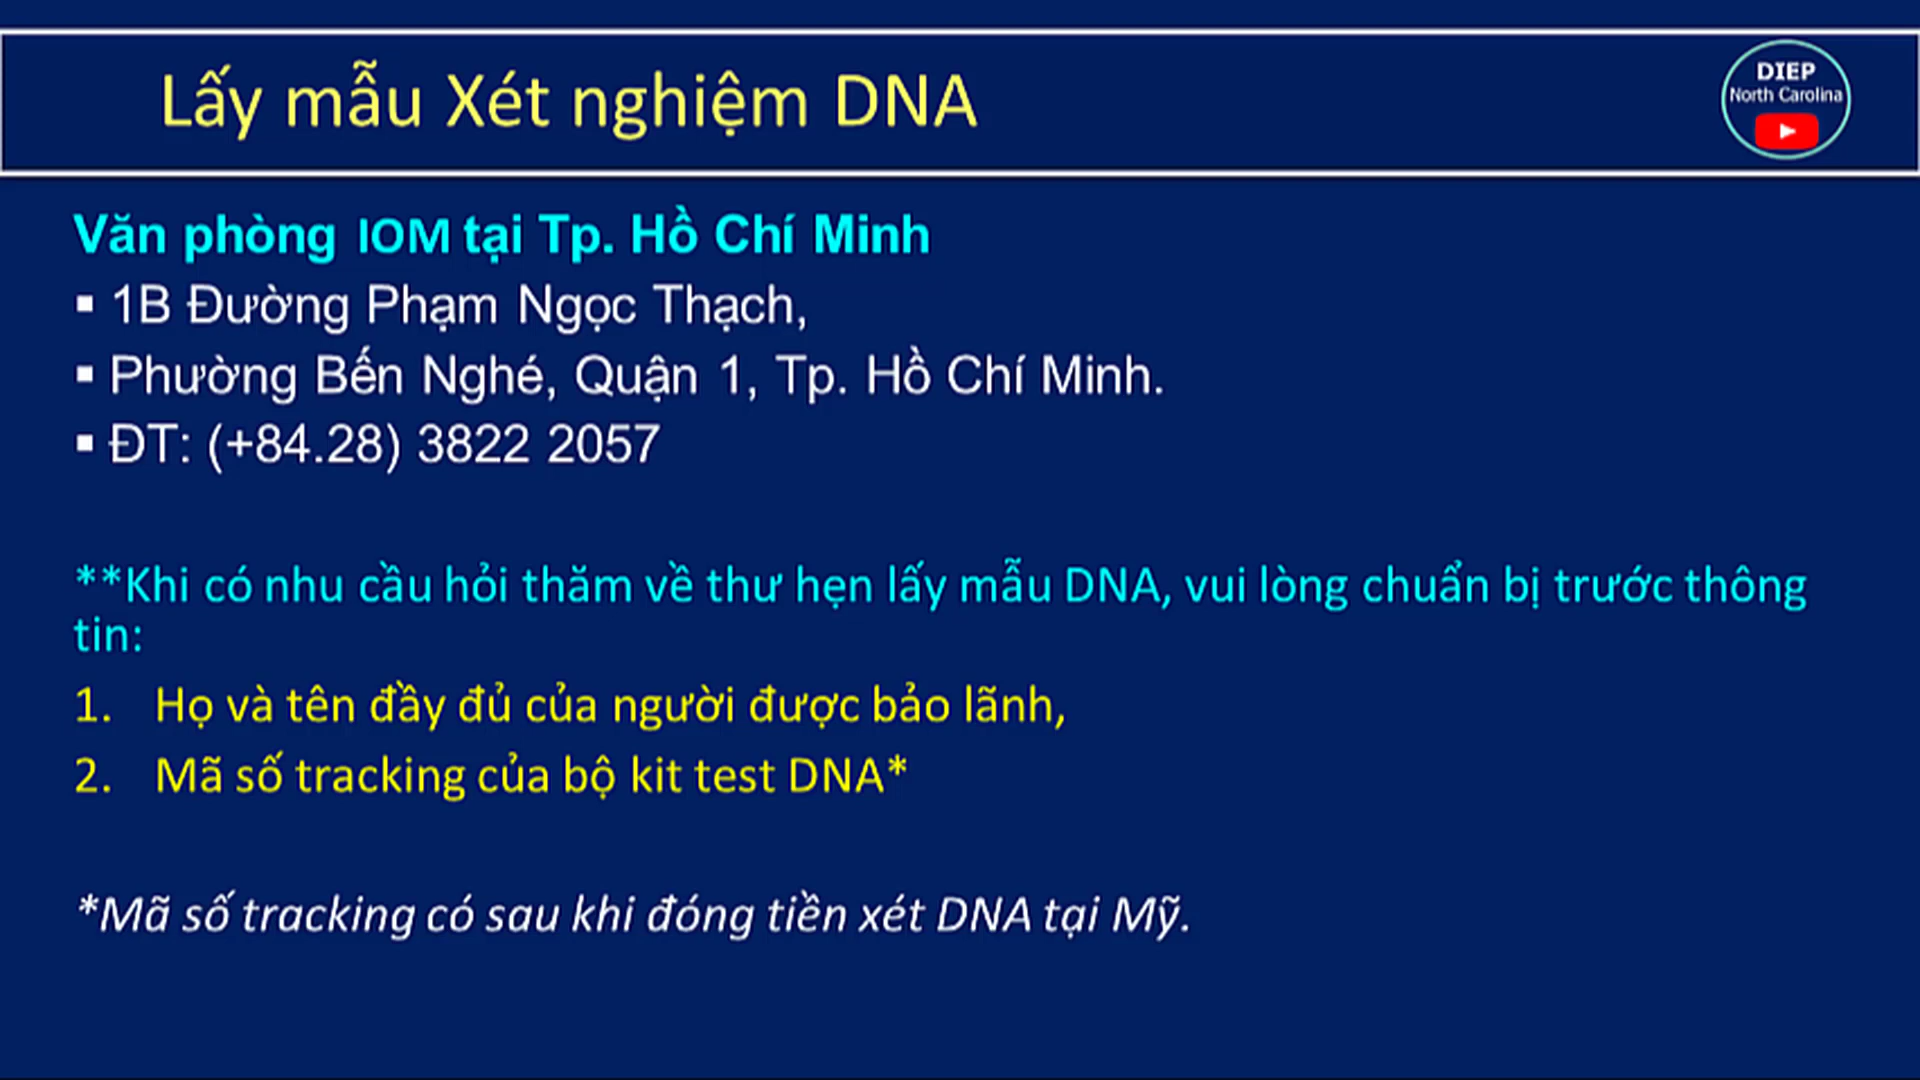 Lấy mẫu Xét nghiệm DNA
DIEP
North Carolina
Văn phòng IOM tại Tp. Hồ Chí Minh
▪ 1B Đường Phạm Ngọc Thạch,
▪ Phường Bến Nghé, Quận 1, Tp. Hồ Chí Minh.
▪ ĐT: (+84.28) 3822 2057
**Khi có nhu cầu hỏi thăm về thư hẹn lấy mẫu DNA, vui lòng chuẩn bị trước thông
tin:
1. Họ và tên đầy đủ của người được bảo lãnh,
2. Mã số tracking của bộ kit test DNA*
*Mã số tracking có sau khi đóng tiền xét DNA tại Mỹ.